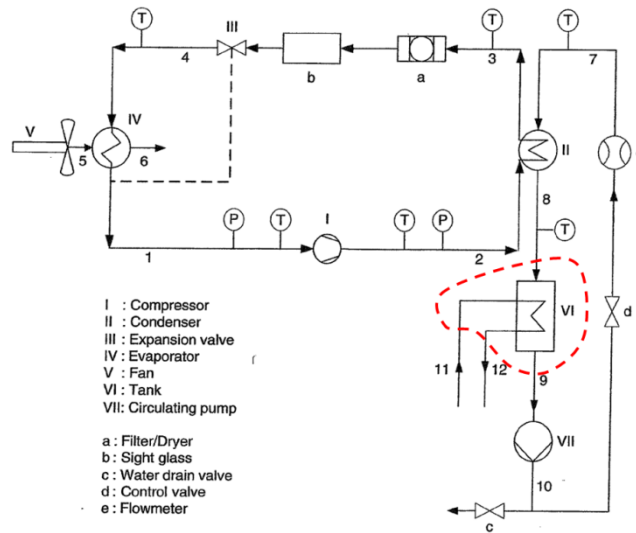 T
T
T
III
4
3
7
b
a
IV
V
5
6
II
8
T
P
T
I
T
P
1
2
VI
d
11
12
9
VII
10
c
I : Compressor
II : Condenser
III : Expansion valve
IV : Evaporator
V : Fan
VI : Tank
VII: Circulating pump
a : Filter/Dryer
b : Sight glass
c : Water drain valve
d : Control valve
e : Flowmeter